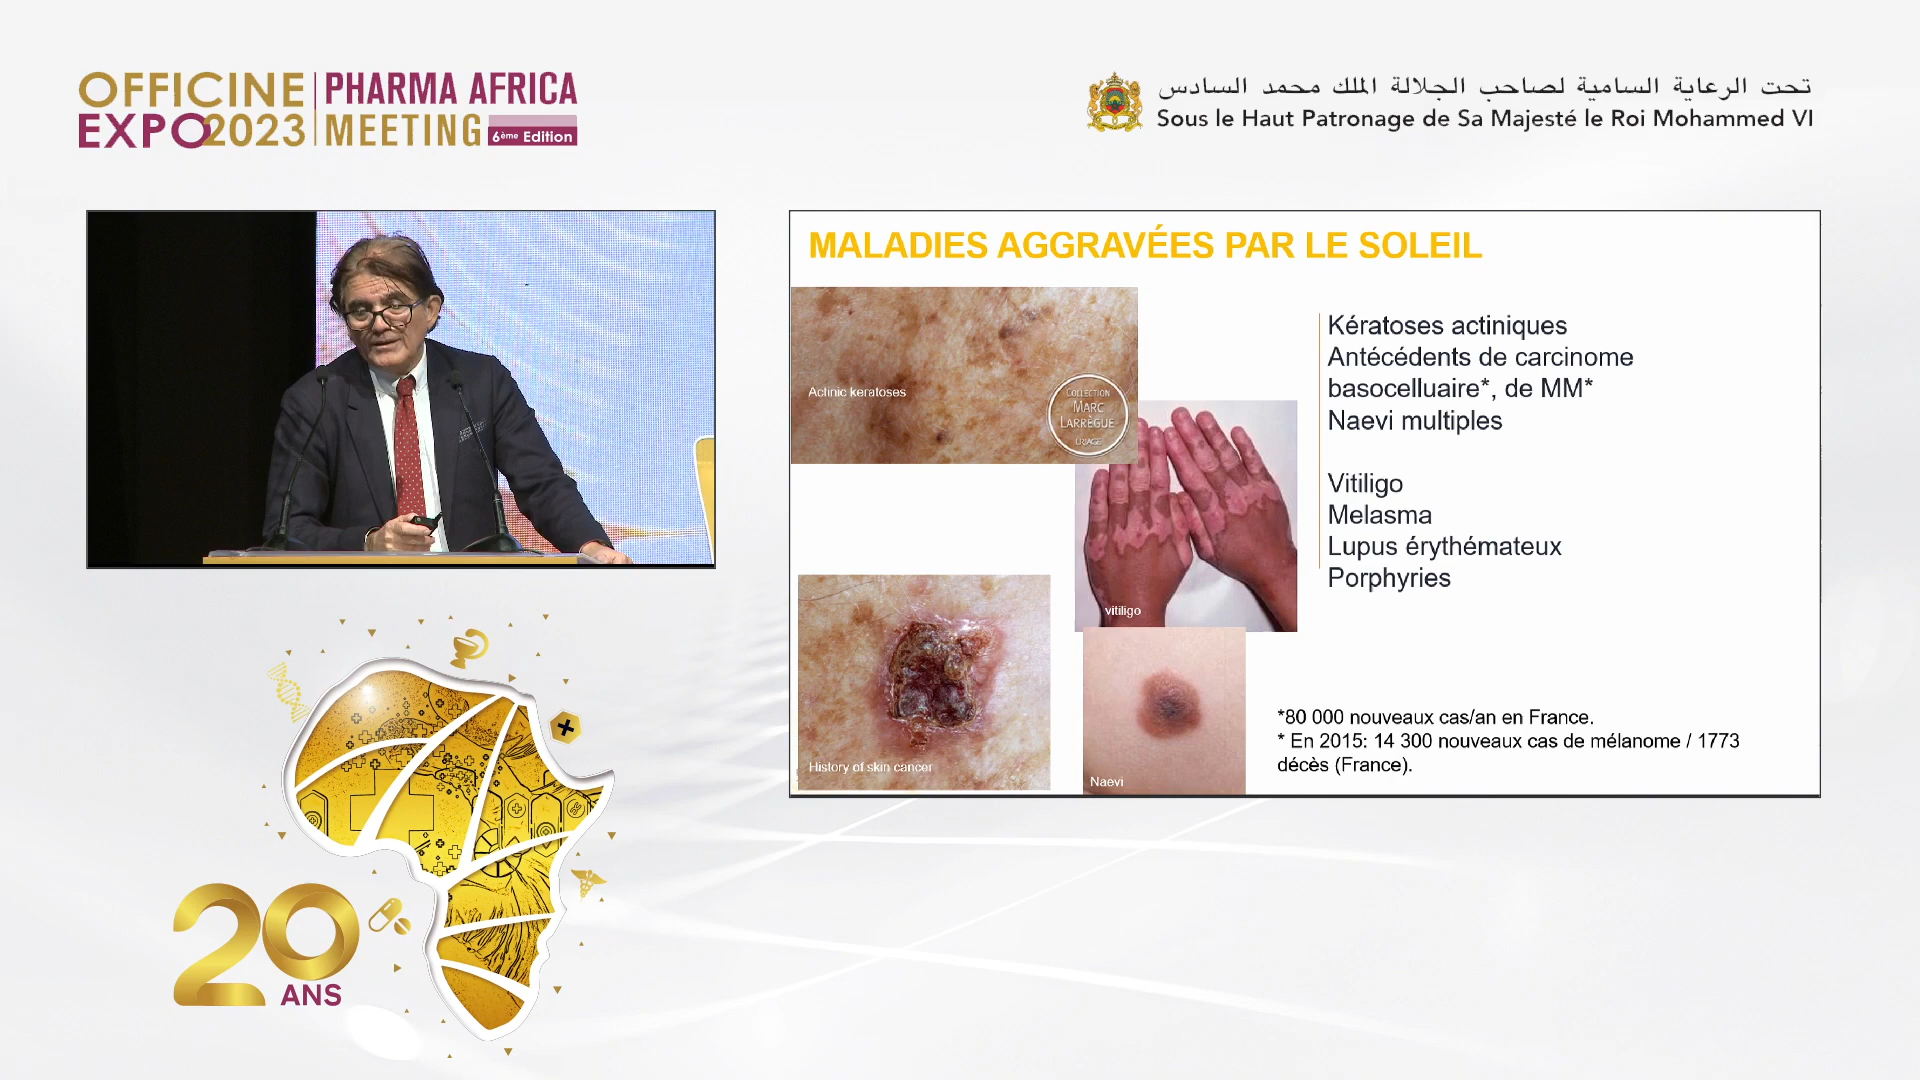 OFFICINE
EXPO2023
PHARMA AFRICA
MEETING
6ème Edition
تحت الرعاية السامية لصاحب الجلالة الملك محمد السادس
Sous le Haut Patronage de Sa Majesté le Roi Mohammed VI
MALADIES AGGRAVÉES PAR LE SOLEIL
Actinic keratoses
COLLECTION
MARC
LARRÈGUE
URIAGE
vitiligo
History of skin cancer
Naevi
Kératoses actiniques
Antécédents de carcinome
basocelluaire*, de MM*
Naevi multiples
Vitiligo
Melasma
Lupus érythémateux
Porphyries
*80 000 nouveaux cas/an en France.
* En 2015: 14 300 nouveaux cas de mélanome / 1773
décès (France).
20
ANS